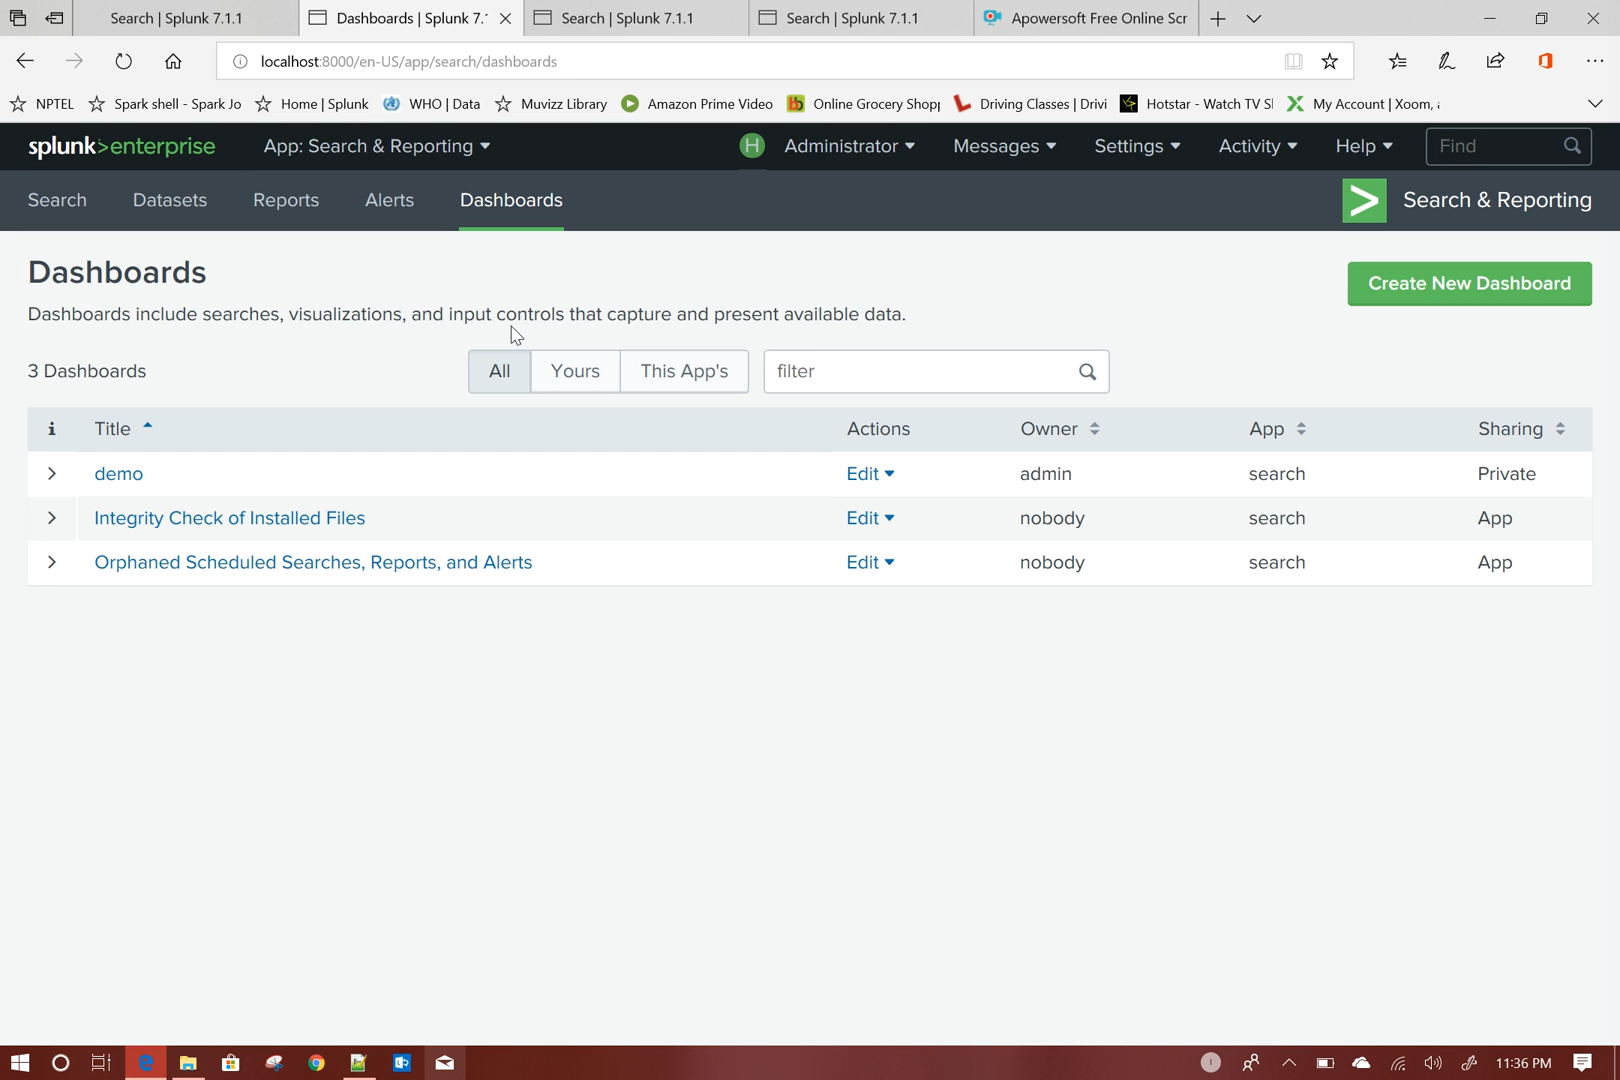 Search | Splunk 7.1.1
Dashboards | Splunk 7.
Search | Splunk 7.1.1
Search | Splunk 7.1.1
Apowersoft Free Online Scr
localhost:8000/en-US/app/search/dashboards
NPTEL
Spark shell - Spark Jo
Home | Splunk
WHO | Data
Muvizz Library
Amazon Prime Video
Online Grocery Shop
Driving Classes | Drivi
Hotstar - Watch TV S
My Account | Xoom, a
splunk>enterprise
App: Search & Reporting
H
Administrator
Messages
Settings
Activity
Help
Find
Search
Datasets
Reports
Alerts
Dashboards
> Search & Reporting
Dashboards
Create New Dashboard
Dashboards include searches, visualizations, and input controls that capture and present available data.
3 Dashboards
All
Yours
This App's
filter
i
Title
Actions
Owner
App
Sharing
demo
Edit
admin
search
Private
Integrity Check of Installed Files
Edit
nobody
search
App
Orphaned Scheduled Searches, Reports, and Alerts
Edit
nobody
search
App
11:36 PM